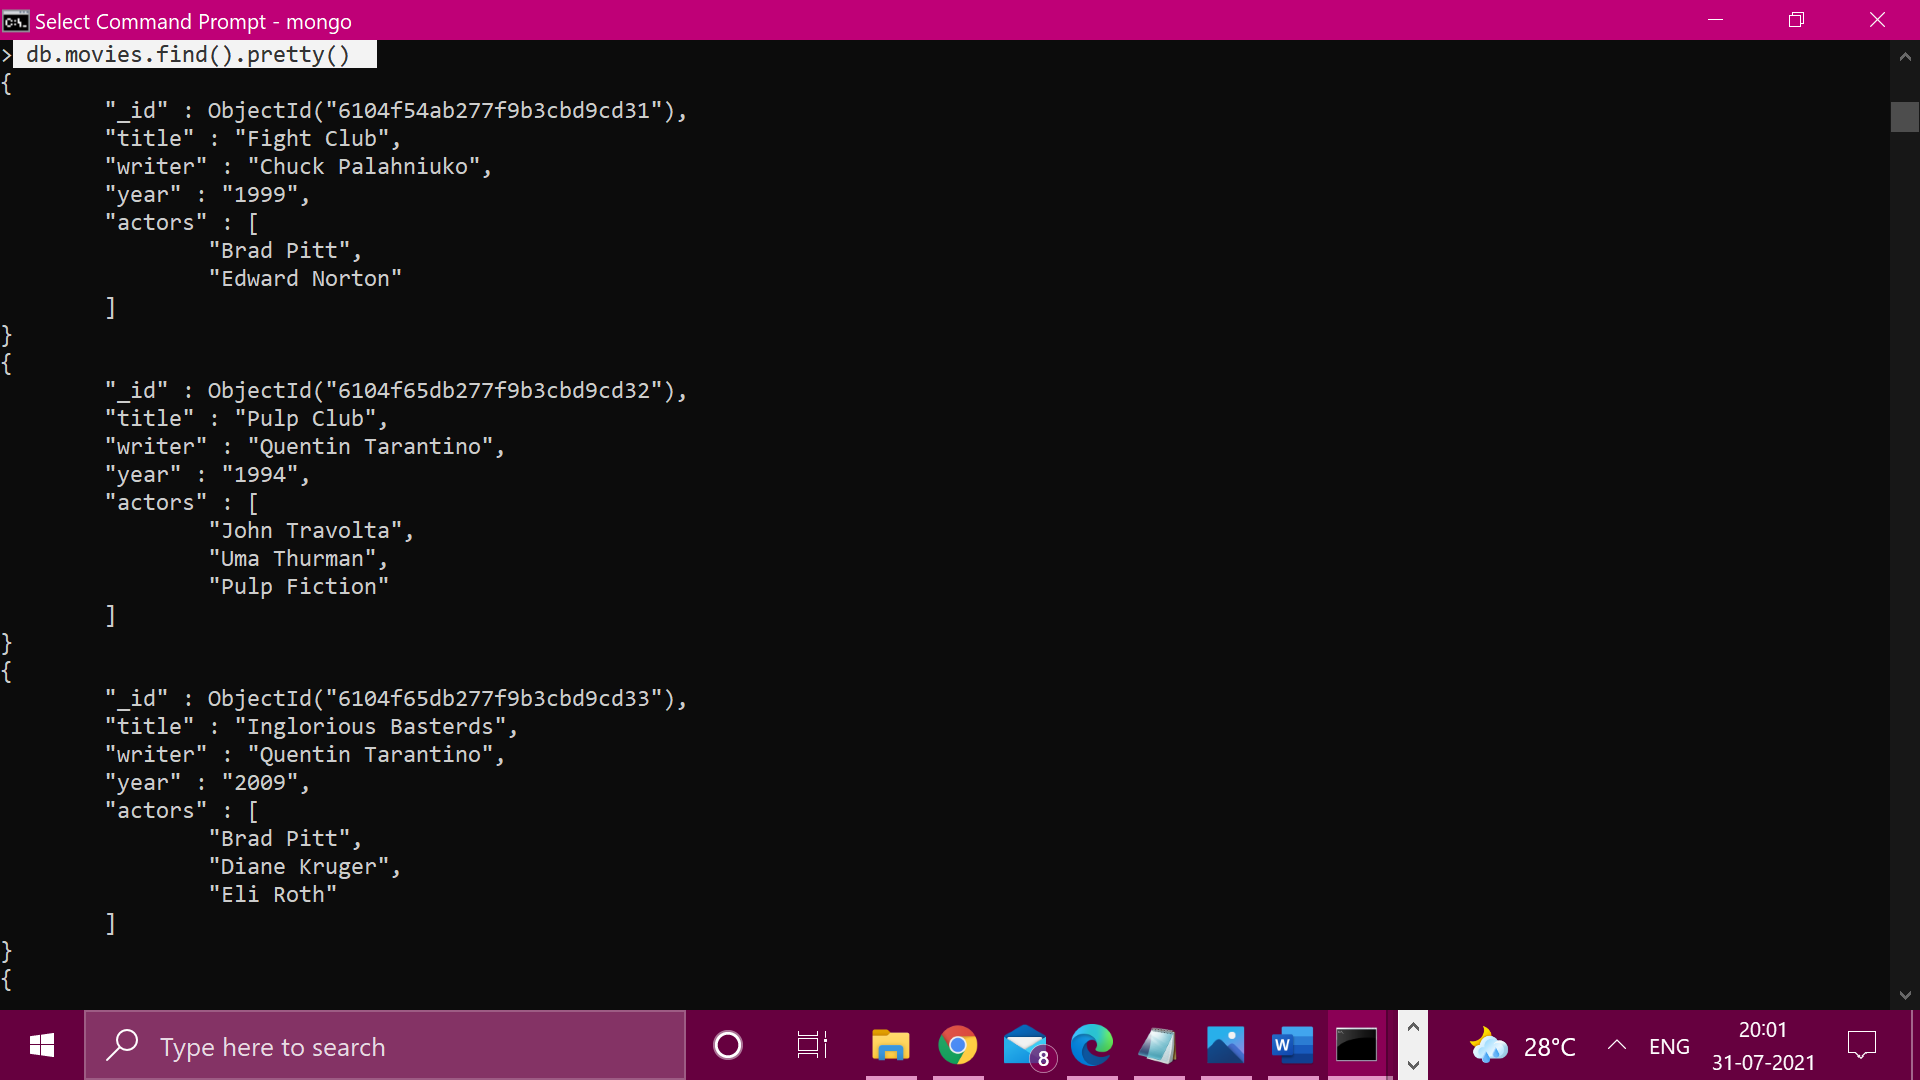 Select Command Prompt - mongo
> db.movies.find().pretty()
{
        "_id" : ObjectId("6104f54ab277f9b3cbd9cd31"),
        "title" : "Fight Club",
        "writer" : "Chuck Palahniuko",
        "year" : "1999",
        "actors" : [
                "Brad Pitt",
                "Edward Norton"
        ]
}
{
        "_id" : ObjectId("6104f65db277f9b3cbd9cd32"),
        "title" : "Pulp Club",
        "writer" : "Quentin Tarantino",
        "year" : "1994",
        "actors" : [
                "John Travolta",
                "Uma Thurman",
                "Pulp Fiction"
        ]
}
{
        "_id" : ObjectId("6104f65db277f9b3cbd9cd33"),
        "title" : "Inglorious Basterds",
        "writer" : "Quentin Tarantino",
        "year" : "2009",
        "actors" : [
                "Brad Pitt",
                "Diane Kruger",
                "Eli Roth"
        ]
}
{
Type here to search
8
W
28°C
ENG
20:01
31-07-2021